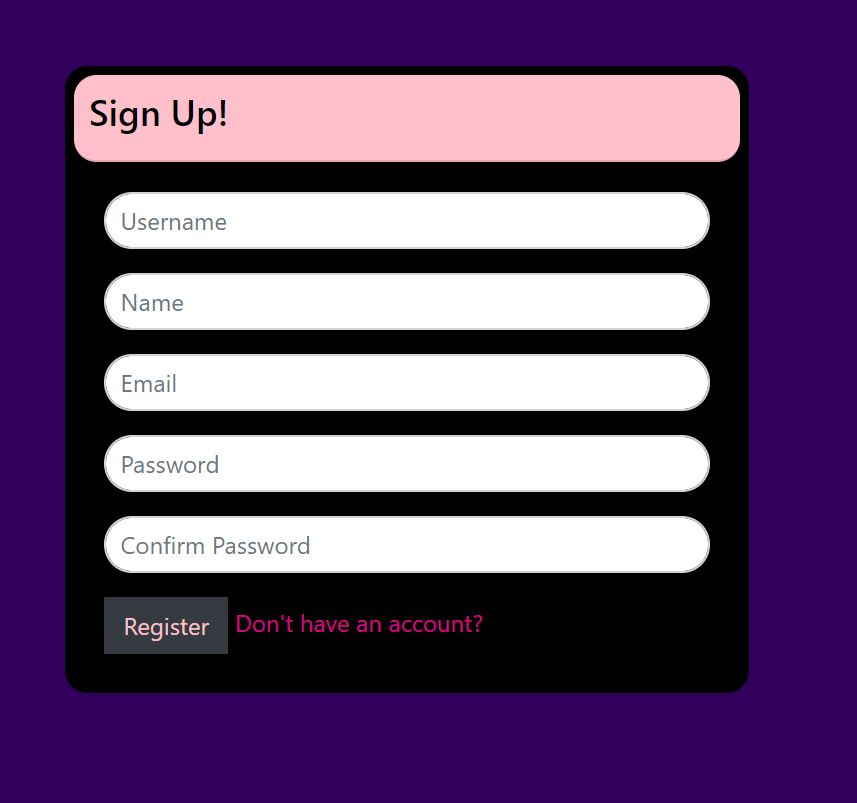 Sign Up!
Username
Name
Email
Password
Confirm Password
Register Don't have an account?